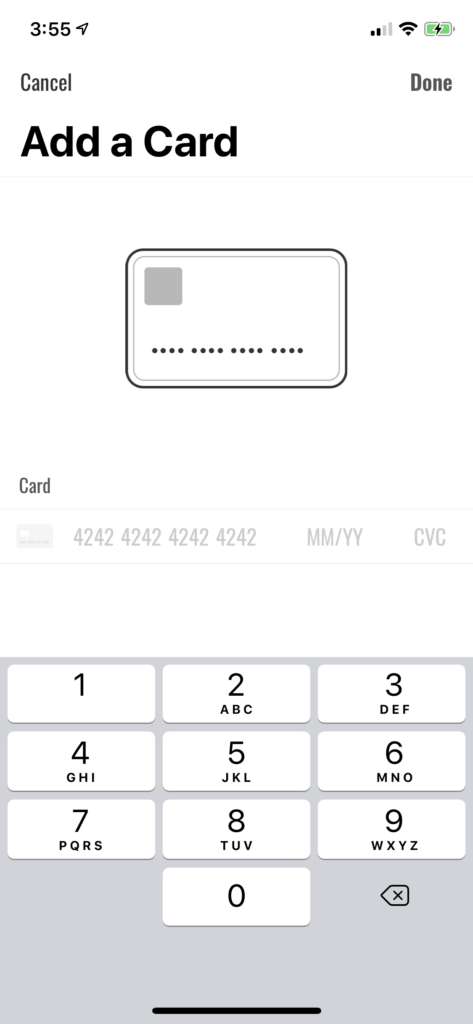 3:55
Cancel Done
Add a Card
•••• •••• •••• ••••
Card
4242 4242 4242 4242 MM/YY CVC
1 2 3
ABC DEF
4 5 6
GHI JKL MNO
7 8 9
PQRS TUV WXYZ
0